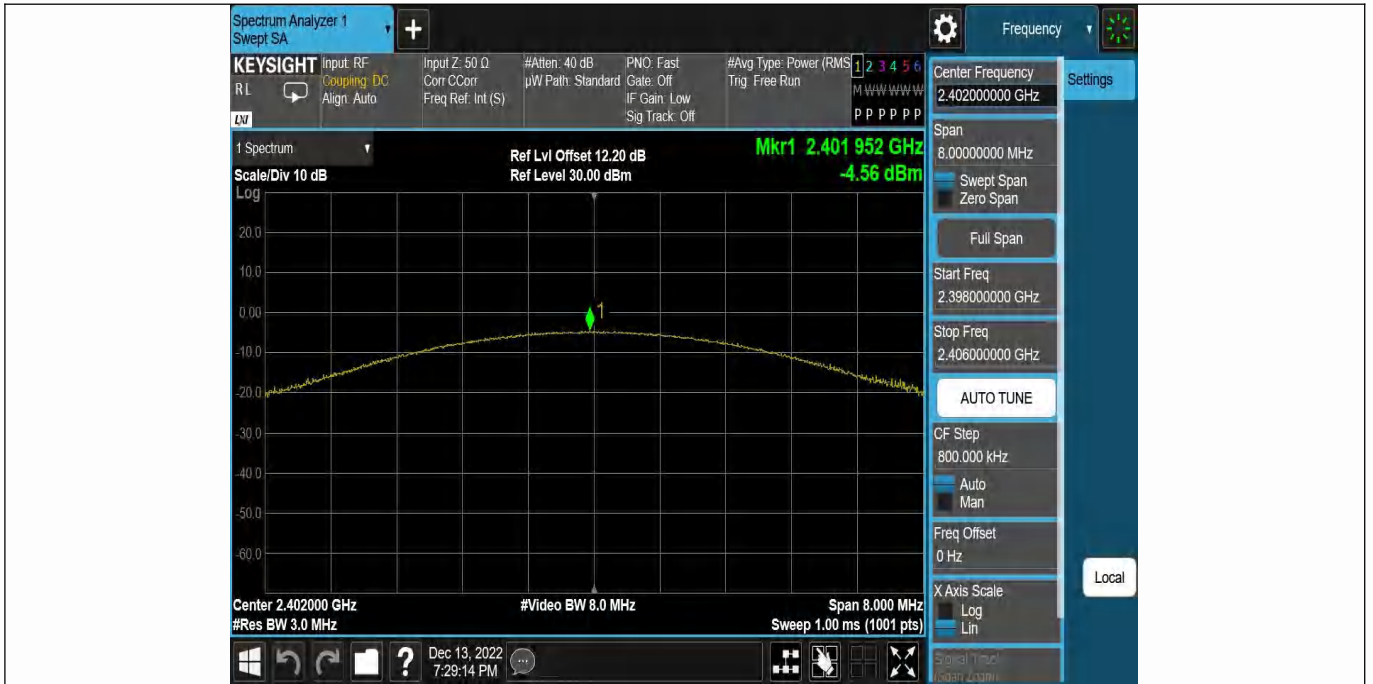 Spectrum Analyzer 1
Swept SA
+
Frequency
KEYSIGHT
RL
LXI
Input: RF
Coupling: DC
Align: Auto
Input Z: 50 Ω
Corr CCorr
Freq Ref: Int (S)
#Atten: 40 dB
µW Path: Standard
PNO: Fast
Gate: Off
IF Gain: Low
Sig Track: Off
#Avg Type: Power (RMS
Trig: Free Run
1 2 3 4 5 6
M W W W W W
P P P P P P
1 Spectrum
Scale/Div 10 dB
Log
Ref Lvl Offset 12.20 dB
Ref Level 30.00 dBm
Mkr1 2.401 952 GHz
-4.56 dBm
20.0
10.0
0.00
-10.0
-20.0
-30.0
-40.0
-50.0
-60.0
1
Center 2.402000 GHz
#Res BW 3.0 MHz
#Video BW 8.0 MHz
Span 8.000 MHz
Sweep 1.00 ms (1001 pts)
?
Dec 13, 2022
7:29:14 PM
Center Frequency
2.402000000 GHz
Span
8.00000000 MHz
Swept Span
Zero Span
Full Span
Start Freq
2.398000000 GHz
Stop Freq
2.406000000 GHz
AUTO TUNE
CF Step
800.000 kHz
Auto
Man
Freq Offset
0 Hz
X Axis Scale
Log
Lin
Signal Track
(Span Zoom)
Settings
Local